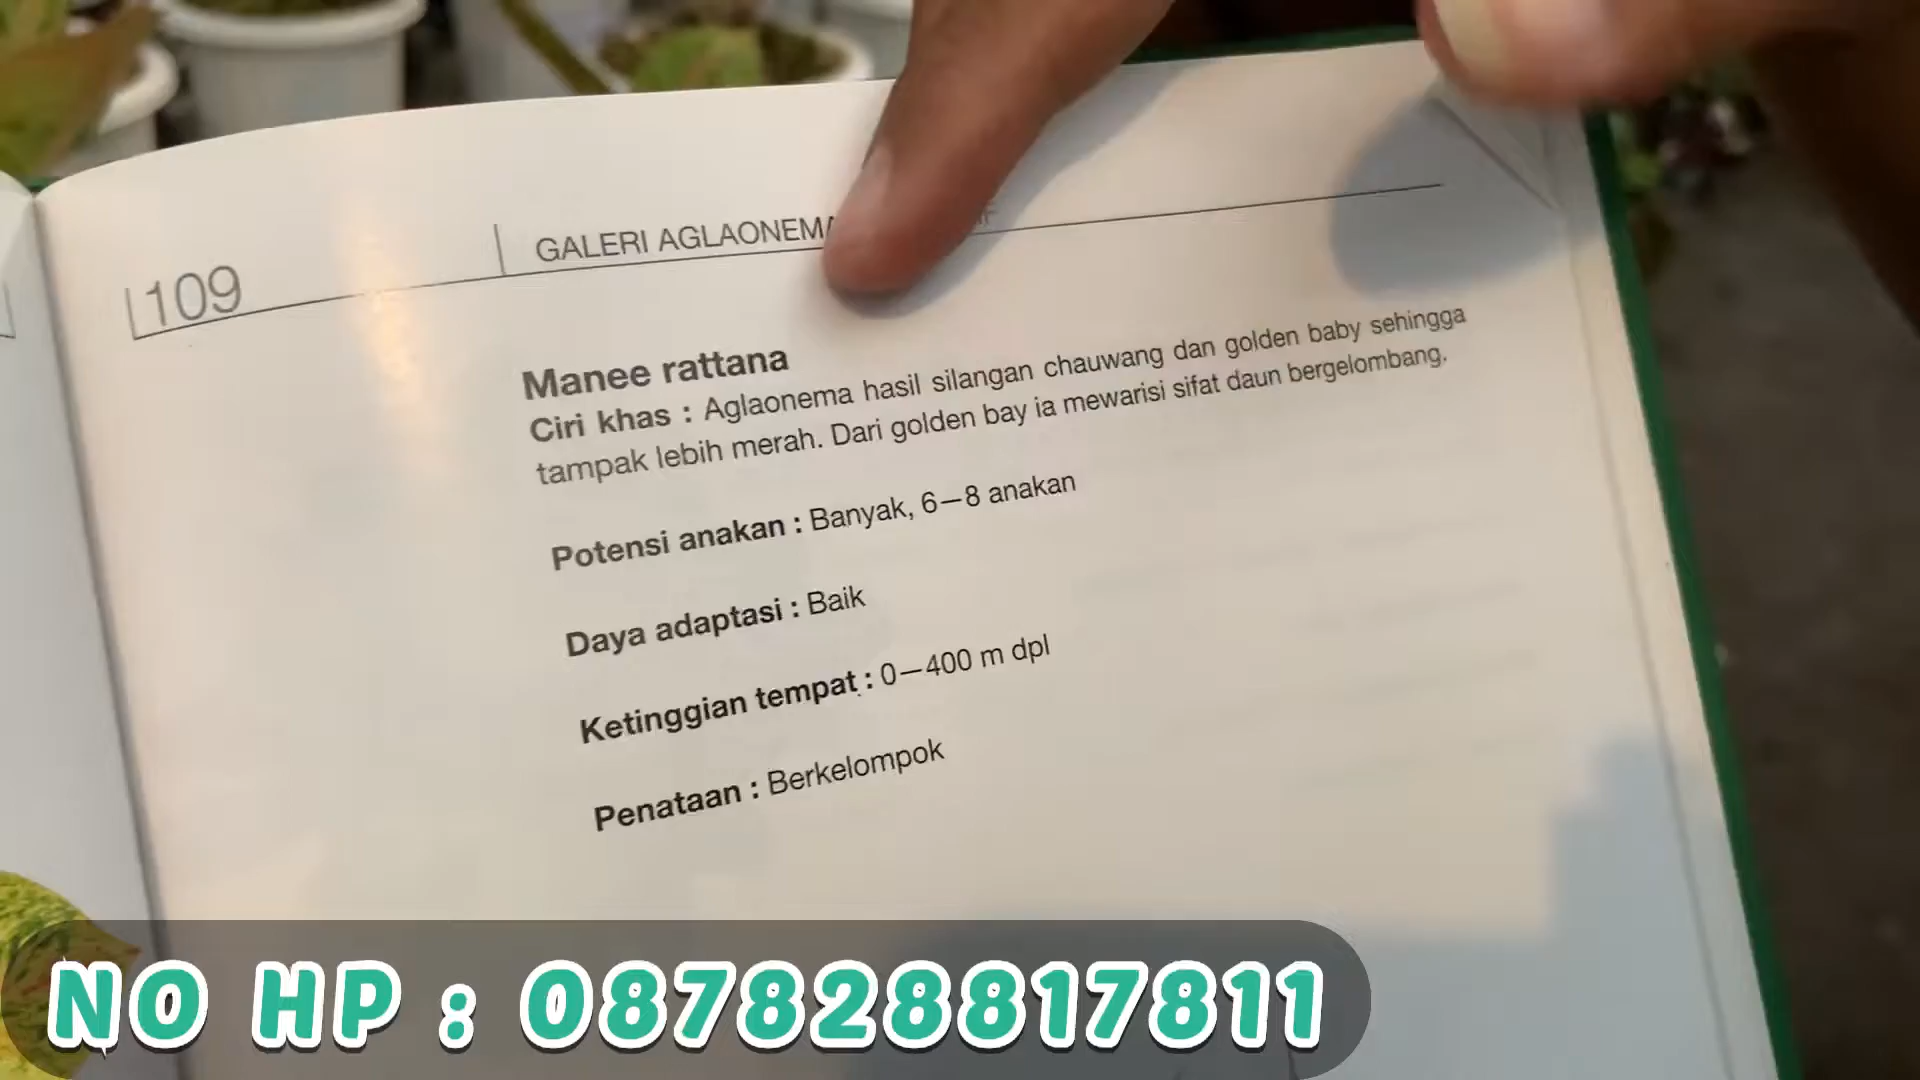 109
GALERI AGLAONEMA
Manee rattana
Ciri khas : Aglaonema hasil silangan chauwang dan golden baby sehingga
tampak lebih merah. Dari golden bay ia mewarisi sifat daun bergelombang.
Potensi anakan : Banyak, 6–8 anakan
Daya adaptasi : Baik
Ketinggian tempat : 0–400 m dpl
Penataan : Berkelompok
NO HP : 087828817811